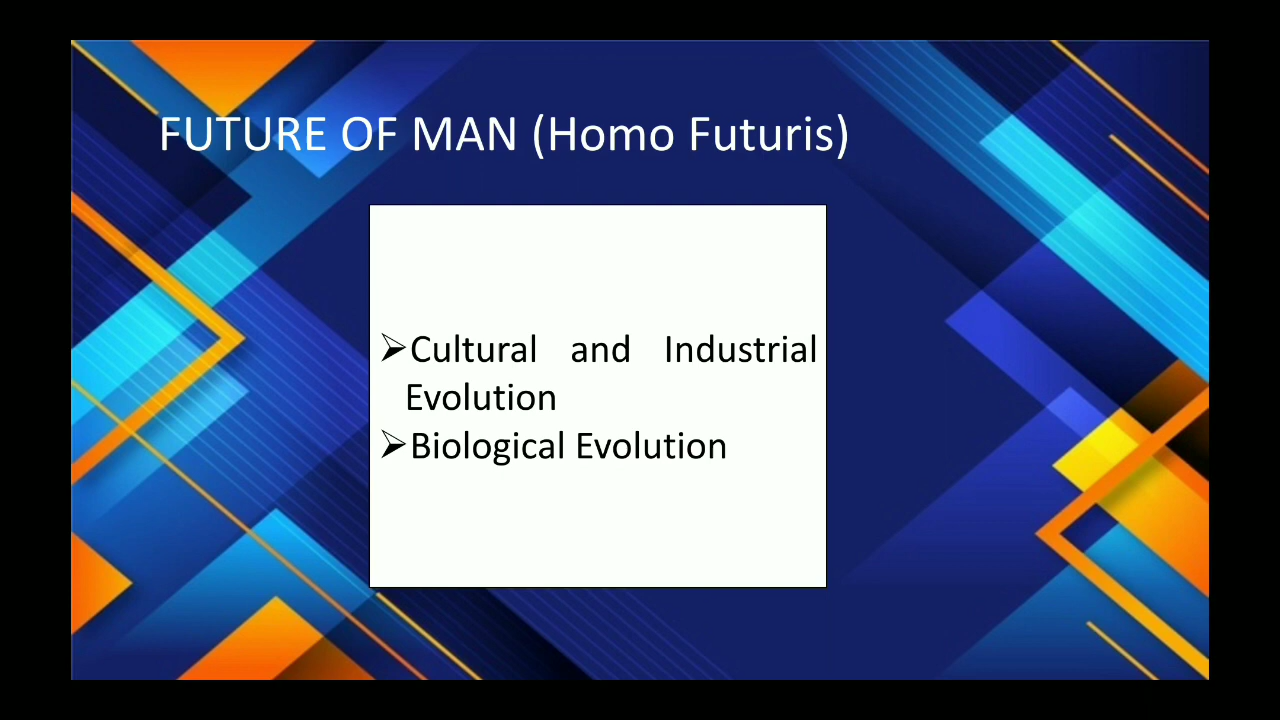 FUTURE OF MAN (Homo Futuris)
➢Cultural and Industrial
Evolution
➢Biological Evolution